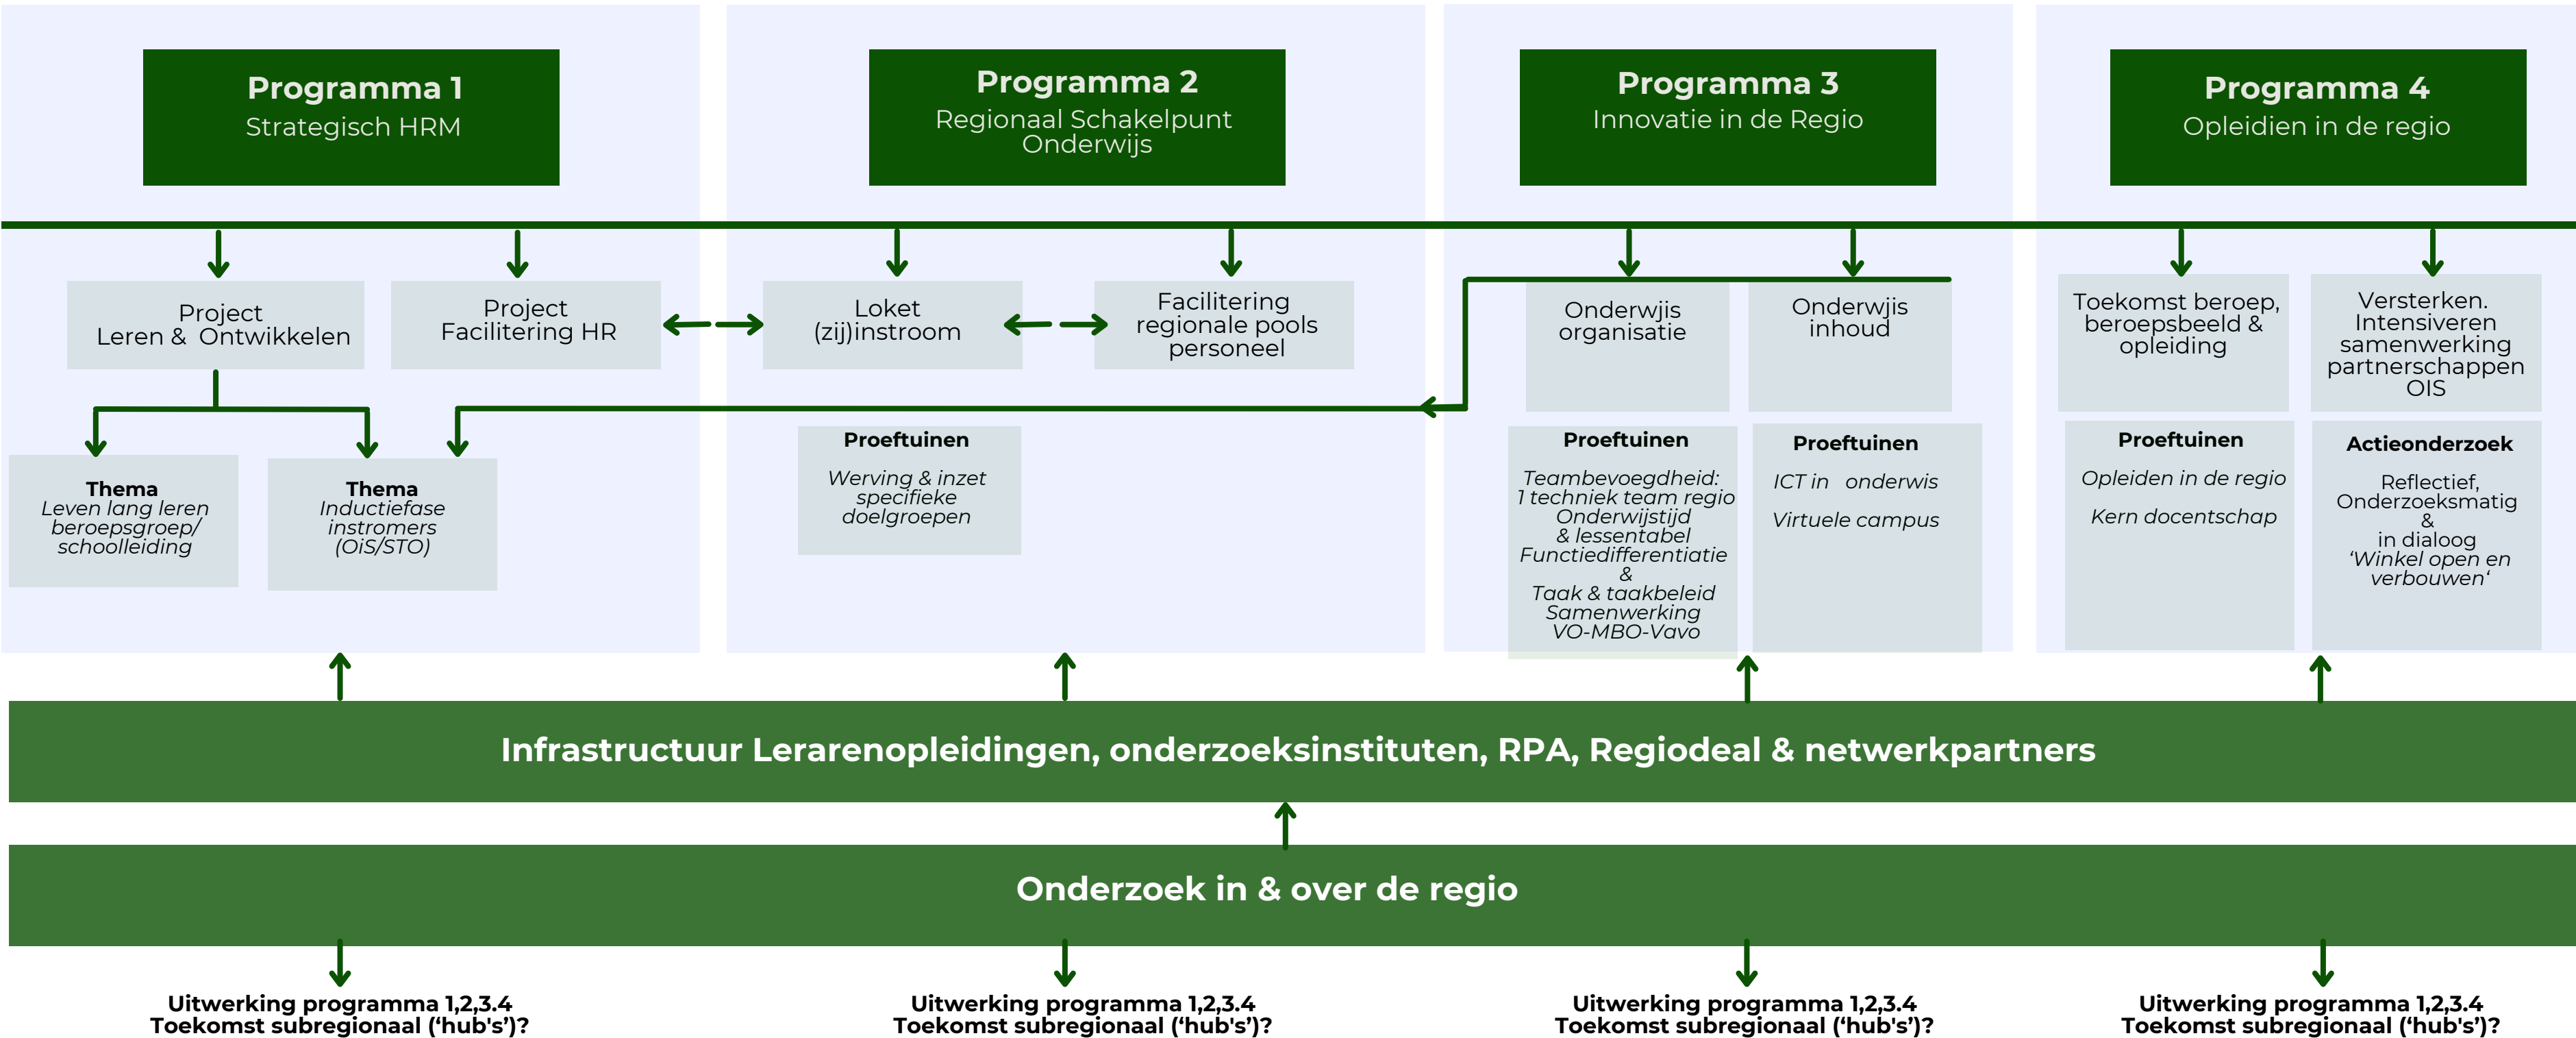 Programma 1
Strategisch HRM
Programma 2
Regionaal Schakelpunt
Onderwijs
Programma 3
Innovatie in de Regio
Programma 4
Opleidien in de regio
Project
Leren & Ontwikkelen
Project
Facilitering HR
Loket
(zij)instroom
Facilitering
regionale pools
personeel
Onderwjis
organisatie
Onderwjis
inhoud
Toekomst beroep,
beroepsbeeld &
opleiding
Versterken.
Intensiveren
samenwerking
partnerschappen
OIS
Thema
Leven lang leren
beroepsgroep/
schoolleiding
Thema
Inductiefase
instromers
(OiS/STO)
Proeftuinen
Werving & inzet
specifieke
doelgroepen
Proeftuinen
Teambevoegdheid:
1 techniek team regio
Onderwijstijd
& lessentabel
Functiedifferentiatie
&
Taak & taakbeleid
Samenwerking
VO-MBO-Vavo
Proeftuinen
ICT in onderwis
Virtuele campus
Proeftuinen
Opleiden in de regio
Kern docentschap
Actieonderzoek
Reflectief,
Onderzoeksmatig
&
in dialoog
‘Winkel open en
verbouwen‘
Infrastructuur Lerarenopleidingen, onderzoeksinstituten, RPA, Regiodeal & netwerkpartners
Onderzoek in & over de regio
Uitwerking programma 1,2,3.4
Toekomst subregionaal (‘hub's’)?
Uitwerking programma 1,2,3.4
Toekomst subregionaal (‘hub's’)?
Uitwerking programma 1,2,3.4
Toekomst subregionaal (‘hub's’)?
Uitwerking programma 1,2,3.4
Toekomst subregionaal (‘hub's’)?